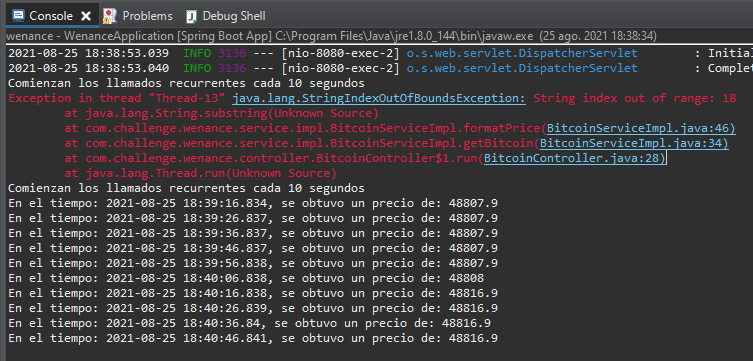 Console Problems Debug Shell
wenance - WenanceApplication [Spring Boot App] C:\Program Files\Java\jre1.8.0_144\bin\javaw.exe (25 ago. 2021 18:38:34)
2021-08-25 18:38:53.039 INFO 3136 --- [nio-8080-exec-2] o.s.web.servlet.DispatcherServlet : Initial
2021-08-25 18:38:53.040 INFO 3136 --- [nio-8080-exec-2] o.s.web.servlet.DispatcherServlet : Complet
Comienzan los llamados recurrentes cada 10 segundos
Exception in thread "Thread-13" java.lang.StringIndexOutOfBoundsException: String index out of range: 18
at java.lang.String.substring(Unknown Source)
at com.challenge.wenance.service.impl.BitcoinServiceImpl.formatPrice(BitcoinServiceImpl.java:46)
at com.challenge.wenance.service.impl.BitcoinServiceImpl.getBitcoin(BitcoinServiceImpl.java:34)
at com.challenge.wenance.controller.BitcoinController$1.run(BitcoinController.java:28)
at java.lang.Thread.run(Unknown Source)
Comienzan los llamados recurrentes cada 10 segundos
En el tiempo: 2021-08-25 18:39:16.834, se obtuvo un precio de: 48807.9
En el tiempo: 2021-08-25 18:39:26.837, se obtuvo un precio de: 48807.9
En el tiempo: 2021-08-25 18:39:36.837, se obtuvo un precio de: 48807.9
En el tiempo: 2021-08-25 18:39:46.837, se obtuvo un precio de: 48807.9
En el tiempo: 2021-08-25 18:39:56.838, se obtuvo un precio de: 48807.9
En el tiempo: 2021-08-25 18:40:06.838, se obtuvo un precio de: 48808
En el tiempo: 2021-08-25 18:40:16.838, se obtuvo un precio de: 48816.9
En el tiempo: 2021-08-25 18:40:26.839, se obtuvo un precio de: 48816.9
En el tiempo: 2021-08-25 18:40:36.84, se obtuvo un precio de: 48816.9
En el tiempo: 2021-08-25 18:40:46.841, se obtuvo un precio de: 48816.9